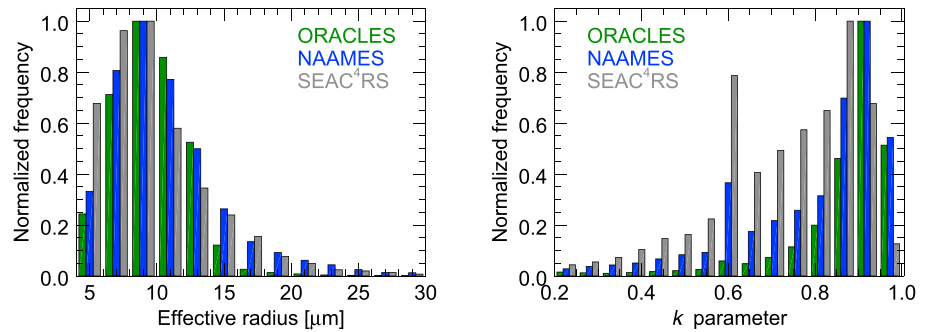 1.0
0.8
0.6
0.4
0.2
0.0
Normalized frequency
ORACLES
NAAMES
SEAC⁴RS
5 10 15 20 25 30
Effective radius [μm]
1.0
0.8
0.6
0.4
0.2
0.0
Normalized frequency
ORACLES
NAAMES
SEAC⁴RS
0.2 0.4 0.6 0.8 1.0
k parameter